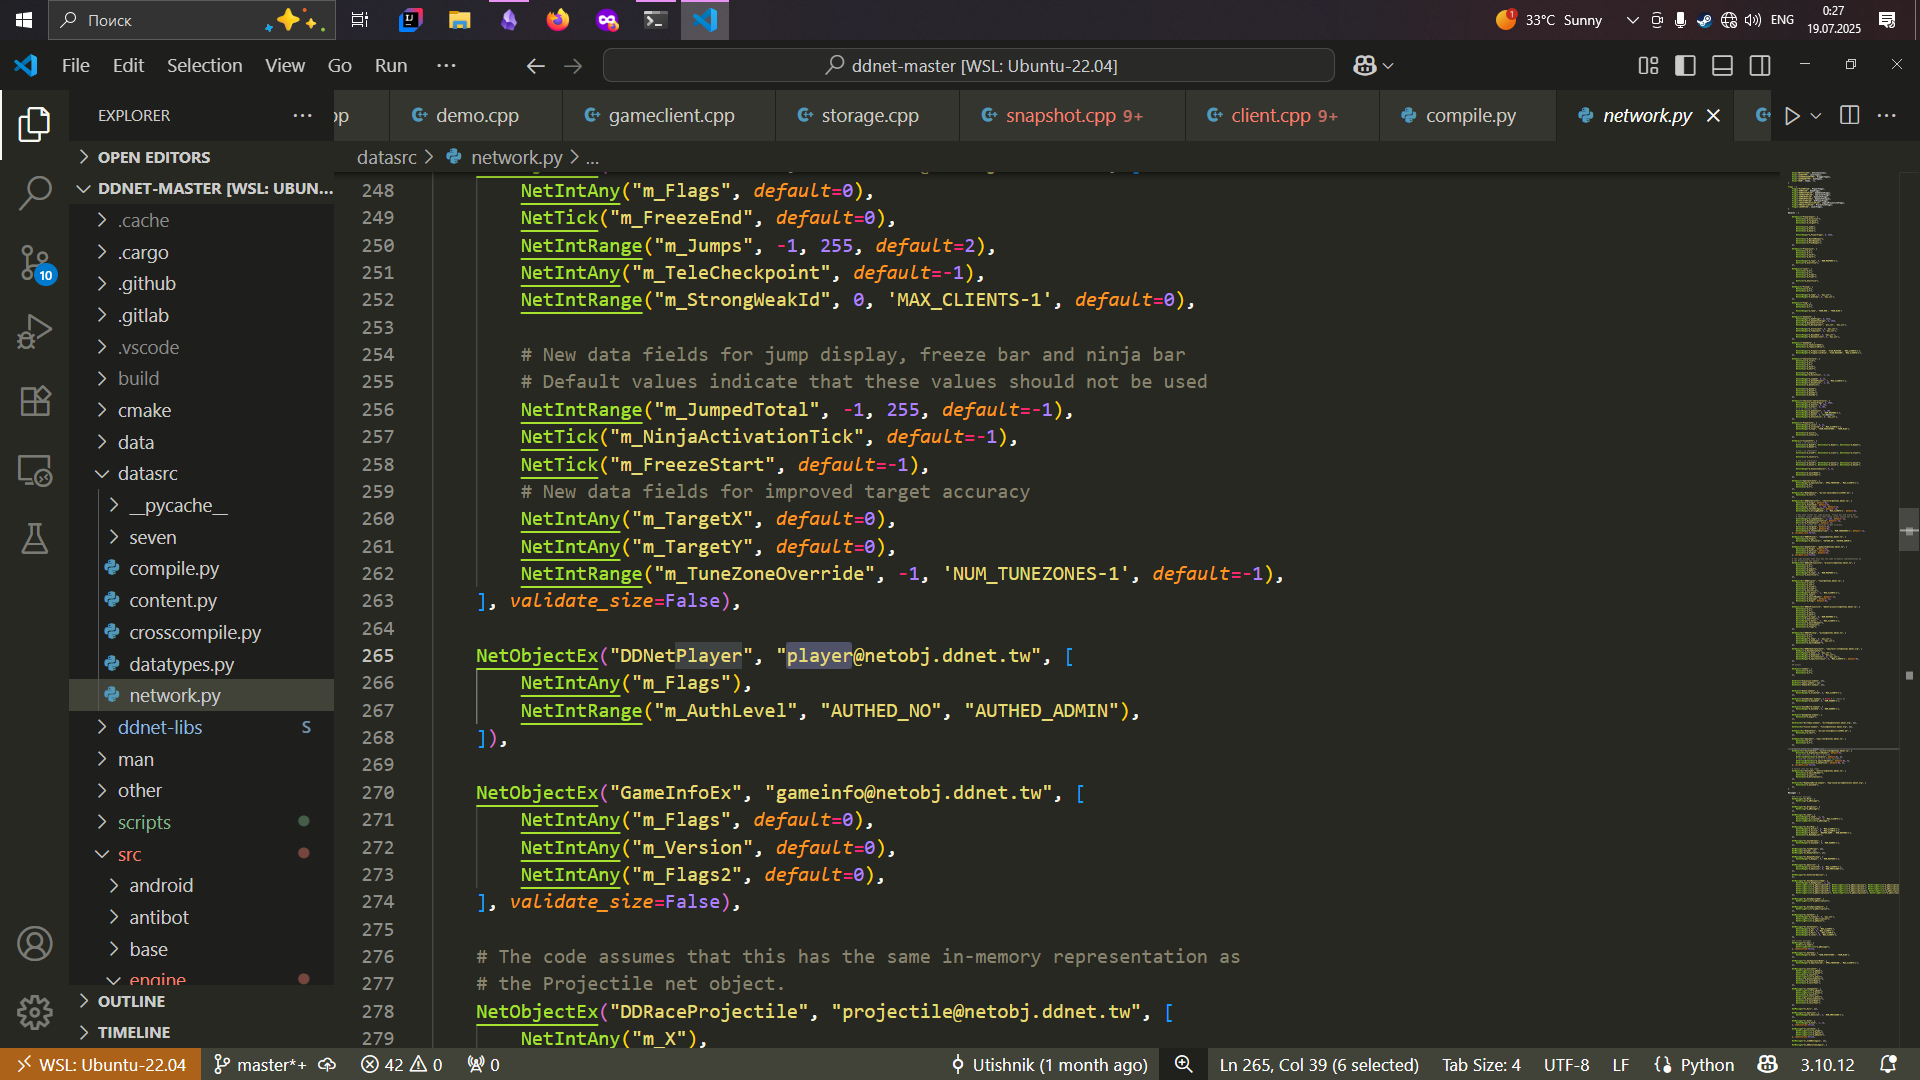 Поиск
33°C Sunny
ENG
0:27
19.07.2025
File Edit Selection View Go Run ...
ddnet-master [WSL: Ubuntu-22.04]
EXPLORER
pp
demo.cpp
gameclient.cpp
storage.cpp
snapshot.cpp 9+
client.cpp 9+
compile.py
network.py
datasrc > network.py > ...
OPEN EDITORS
DDNET-MASTER [WSL: UBUN...
.cache
.cargo
.github
.gitlab
.vscode
build
cmake
data
datasrc
__pycache__
seven
compile.py
content.py
crosscompile.py
datatypes.py
network.py
ddnet-libs S
man
other
scripts
src
android
antibot
base
engine
OUTLINE
TIMELINE
10
248 NetIntAny("m_Flags", default=0),
249 NetTick("m_FreezeEnd", default=0),
250 NetIntRange("m_Jumps", -1, 255, default=2),
251 NetIntAny("m_TeleCheckpoint", default=-1),
252 NetIntRange("m_StrongWeakId", 0, 'MAX_CLIENTS-1', default=0),
253
254 # New data fields for jump display, freeze bar and ninja bar
255 # Default values indicate that these values should not be used
256 NetIntRange("m_JumpedTotal", -1, 255, default=-1),
257 NetTick("m_NinjaActivationTick", default=-1),
258 NetTick("m_FreezeStart", default=-1),
259 # New data fields for improved target accuracy
260 NetIntAny("m_TargetX", default=0),
261 NetIntAny("m_TargetY", default=0),
262 NetIntRange("m_TuneZoneOverride", -1, 'NUM_TUNEZONES-1', default=-1),
263 ], validate_size=False),
264
265 NetObjectEx("DDNetPlayer", "player@netobj.ddnet.tw", [
266 NetIntAny("m_Flags"),
267 NetIntRange("m_AuthLevel", "AUTHED_NO", "AUTHED_ADMIN"),
268 ]),
269
270 NetObjectEx("GameInfoEx", "gameinfo@netobj.ddnet.tw", [
271 NetIntAny("m_Flags", default=0),
272 NetIntAny("m_Version", default=0),
273 NetIntAny("m_Flags2", default=0),
274 ], validate_size=False),
275
276 # The code assumes that this has the same in-memory representation as
277 # the Projectile net object.
278 NetObjectEx("DDRaceProjectile", "projectile@netobj.ddnet.tw", [
279 NetIntAny("m_X"),
WSL: Ubuntu-22.04 master*+ 42 0 0 Utishnik (1 month ago) Ln 265, Col 39 (6 selected) Tab Size: 4 UTF-8 LF Python 3.10.12